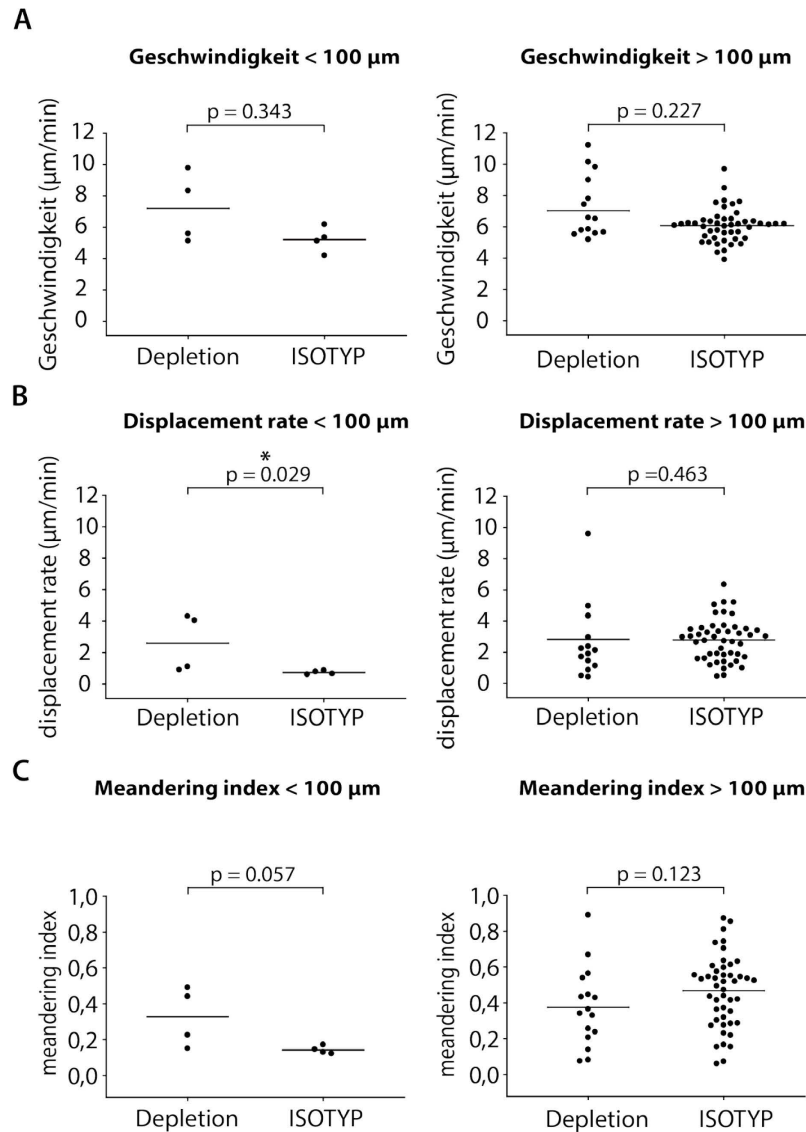 A
Geschwindigkeit < 100 µm
Geschwindigkeit > 100 µm
p = 0.343
p = 0.227
Geschwindigkeit (µm/min)
12
10
8
6
4
2
0
Depletion
ISOTYP
Geschwindigkeit (µm/min)
12
10
8
6
4
2
0
Depletion
ISOTYP
B
Displacement rate < 100 µm
Displacement rate > 100 µm
*
p = 0.029
p =0.463
displacement rate (µm/min)
12
10
8
6
4
2
0
Depletion
ISOTYP
displacement rate (µm/min)
12
10
8
6
4
2
0
Depletion
ISOTYP
C
Meandering index < 100 µm
Meandering index > 100 µm
p = 0.057
p = 0.123
meandering index
1,0
0,8
0,6
0,4
0,2
0,0
Depletion
ISOTYP
meandering index
1,0
0,8
0,6
0,4
0,2
0,0
Depletion
ISOTYP